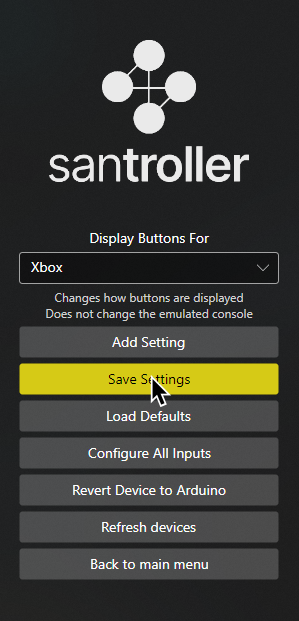 santroller
Display Buttons For
Xbox
Changes how buttons are displayed
Does not change the emulated console
Add Setting
Save Settings
Load Defaults
Configure All Inputs
Revert Device to Arduino
Refresh devices
Back to main menu